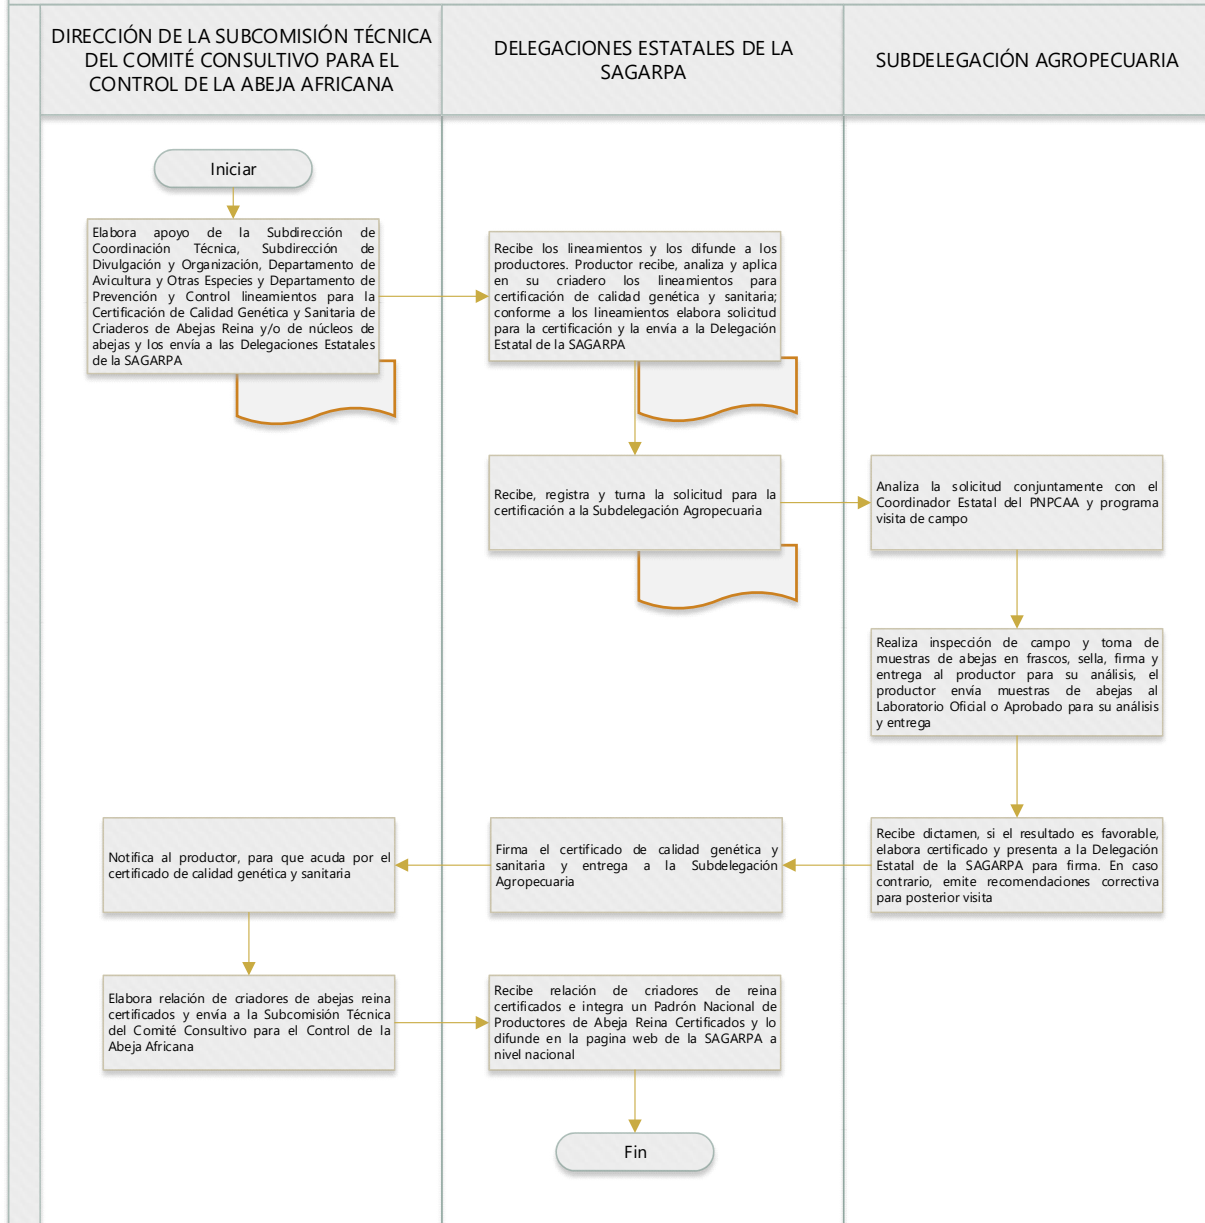 DIRECCIÓN DE LA SUBCOMISIÓN TÉCNICA
DEL COMITÉ CONSULTIVO PARA EL
CONTROL DE LA ABEJA AFRICANA
DELEGACIONES ESTATALES DE LA
SAGARPA
SUBDELEGACIÓN AGROPECUARIA
Iniciar
Elabora apoyo de la Subdirección de
Coordinación Técnica, Subdirección de
Divulgación y Organización, Departamento de
Avicultura y Otras Especies y Departamento de
Prevención y Control lineamientos para la
Certificación de Calidad Genética y Sanitaria de
Criaderos de Abejas Reina y/o de núcleos de
abejas y los envía a las Delegaciones Estatales
de la SAGARPA
Recibe los lineamientos y los difunde a los
productores. Productor recibe, analiza y aplica
en su criadero los lineamientos para
certificación de calidad genética y sanitaria;
conforme a los lineamientos elabora solicitud
para la certificación y la envía a la Delegación
Estatal de la SAGARPA
Recibe, registra y turna la solicitud para la
certificación a la Subdelegación Agropecuaria
Analiza la solicitud conjuntamente con el
Coordinador Estatal del PNPCAA y programa
visita de campo
Realiza inspección de campo y toma de
muestras de abejas en frascos, sella, firma y
entrega al productor para su análisis, el
productor envía muestras de abejas al
Laboratorio Oficial o Aprobado para su análisis
y entrega
Recibe dictamen, si el resultado es favorable,
elabora certificado y presenta a la Delegación
Estatal de la SAGARPA para firma. En caso
contrario, emite recomendaciones correctiva
para posterior visita
Firma el certificado de calidad genética y
sanitaria y entrega a la Subdelegación
Agropecuaria
Notifica al productor, para que acuda por el
certificado de calidad genética y sanitaria
Elabora relación de criadores de abejas reina
certificados y envía a la Subcomisión Técnica
del Comité Consultivo para el Control de la
Abeja Africana
Recibe relación de criadores de reina
certificados e integra un Padrón Nacional de
Productores de Abeja Reina Certificados y lo
difunde en la pagina web de la SAGARPA a
nivel nacional
Fin